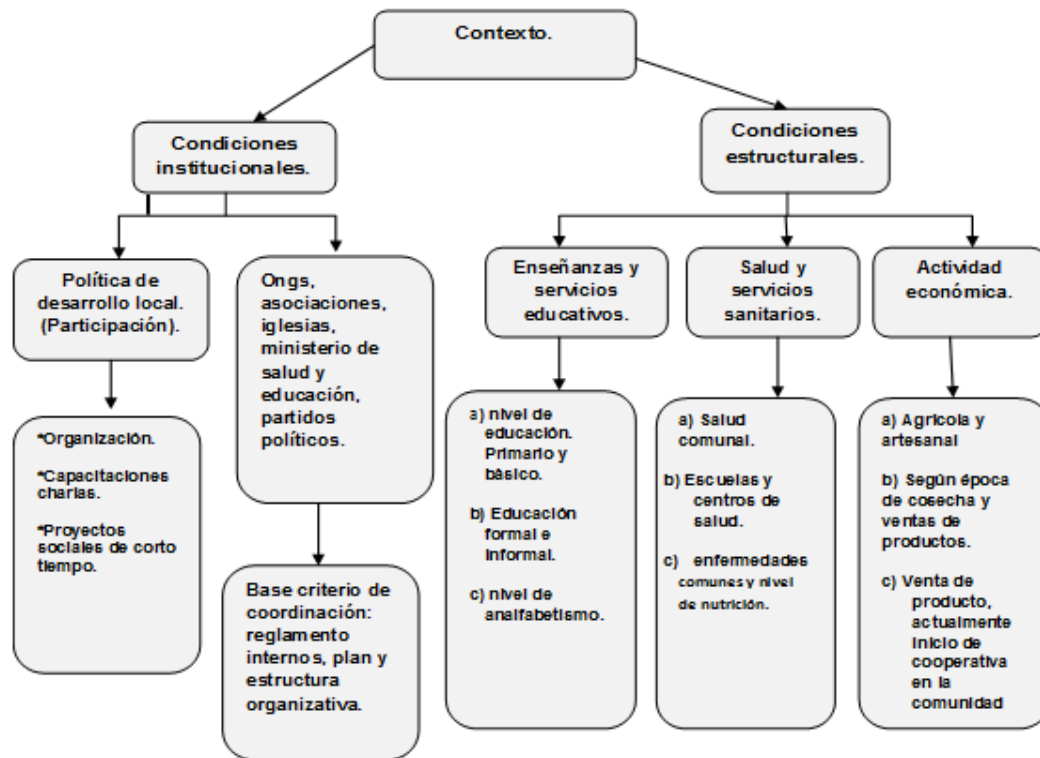 Contexto.
Condiciones
institucionales.
Condiciones
estructurales.
Política de
desarrollo local.
(Participación).
Ongs,
asociaciones,
iglesias,
ministerio de
salud y
educación,
partidos
políticos.
Enseñanzas y
servicios
educativos.
Salud y
servicios
sanitarios.
Actividad
económica.
*Organización.
*Capacitaciones
charlas.
*Proyectos
sociales de corto
tiempo.
Base criterio de
coordinación:
reglamento
internos, plan y
estructura
organizativa.
a) nivel de
educación.
Primario y
básico.
b) Educación
formal e
informal.
c) nivel de
analfabetismo.
a) Salud
comunal.
b) Escuelas y
centros de
salud.
c) enfermedades
comunes y nivel
de nutrición.
a) Agrícola y
artesanal
b) Según época
de cosecha y
ventas de
productos.
c) Venta de
producto,
actualmente
inicio de
cooperativa
en la
comunidad